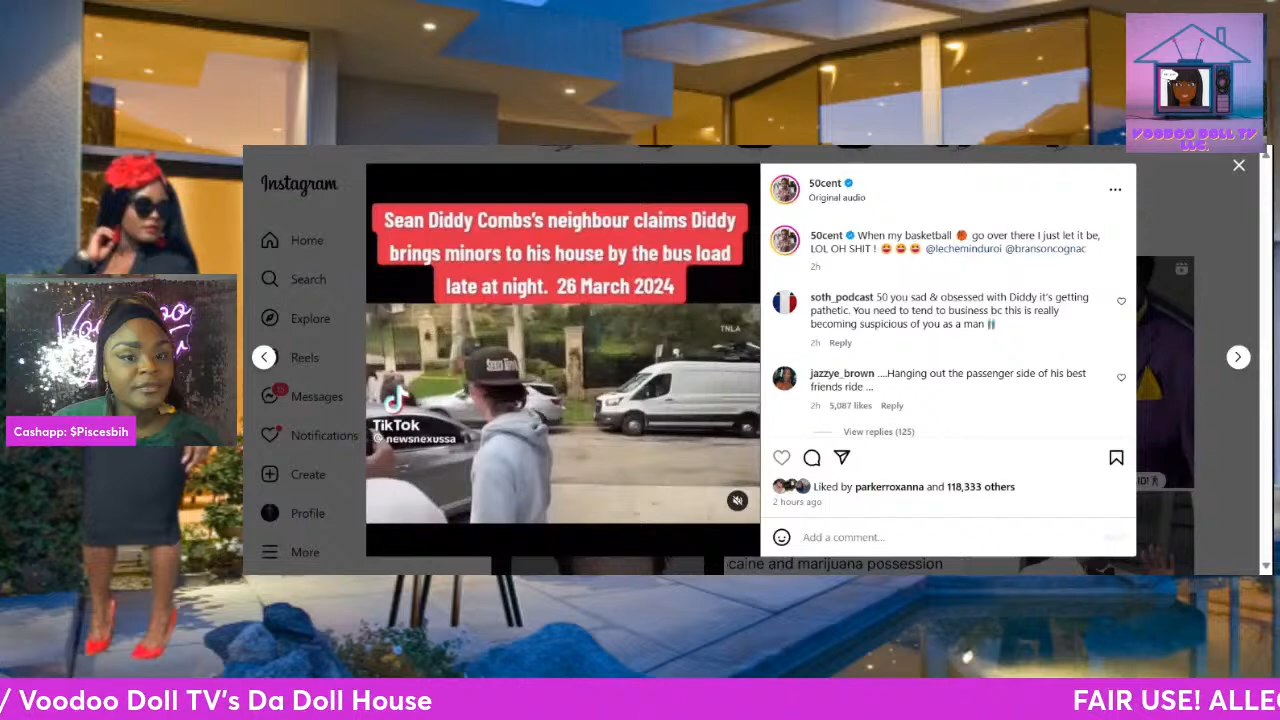 VOODOO DOLL TV
LLC.
Instagram
Home
Search
Explore
Reels
Messages
Notifications
Create
Profile
More
Sean Diddy Combs's neighbour claims Diddy
brings minors to his house by the bus load
late at night. 26 March 2024
TNLA
TikTok
@newsnexussa
50cent
Original audio
50cent When my basketball 🏀 go over there I just let it be,
LOL OH SHIT ! 🤣 🤣 🤣 @lecheminduroi @bransoncognac
2h
soth_podcast 50 you sad & obsessed with Diddy it's getting
pathetic. You need to tend to business bc this is really
becoming suspicious of you as a man
2h Reply
jazzye_brown ....Hanging out the passenger side of his best
friends ride ...
2h 5,087 likes Reply
View replies (125)
Liked by parkerroxanna and 118,333 others
2 hours ago
Add a comment...
caine and marijuana possession
Cashapp: $Piscesbih
/ Voodoo Doll TV's Da Doll House
FAIR USE! ALLE